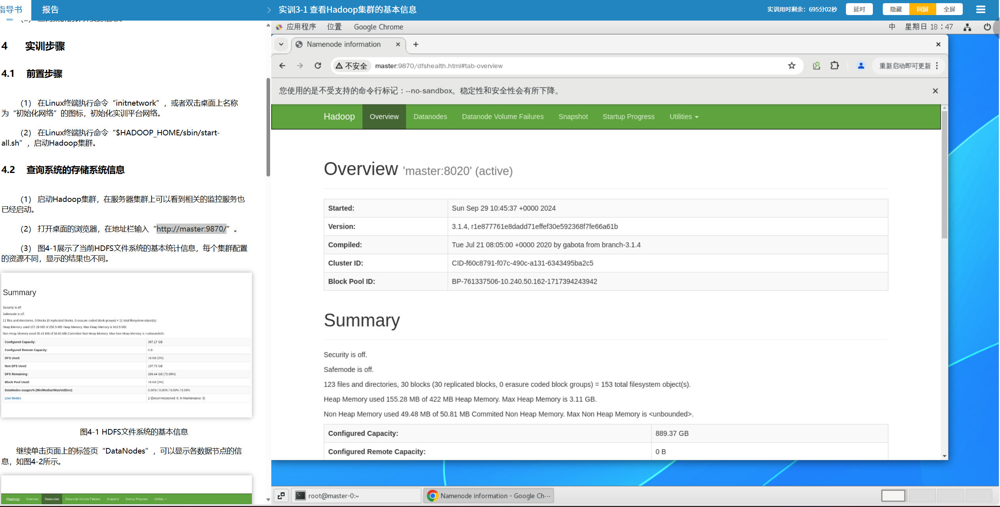 指导书
报告
实训3-1 查看Hadoop集群的基本信息
实训用时剩余：695分02秒
延时
隐藏
同屏
全屏
4 实训步骤
4.1 前置步骤
（1） 在Linux终端执行命令“initnetwork”，或者双击桌面上名称
为“初始化网络”的图标，初始化实训平台网络。
（2） 在Linux终端执行命令“$HADOOP_HOME/sbin/start-
all.sh”，启动Hadoop集群。
4.2 查询系统的存储系统信息
（1） 启动Hadoop集群，在服务器集群上可以看到相关的监控服务也
已经启动。
（2） 打开桌面的浏览器，在地址栏输入“http://master:9870/”。
（3） 图4-1展示了当前HDFS文件系统的基本统计信息，每个集群配置
的资源不同，显示的结果也不同。
Summary
Security is off.
Safemode is off.
11 files and directories, 0 blocks (0 replicated blocks, 0 erasure coded block groups) = 11 total filesystem object(s).
Heap Memory used 157.29 MB of 258.5 MB Heap Memory. Max Heap Memory is 910.5 MB.
Non Heap Memory used 55.41 MB of 56.65 MB Commited Non Heap Memory. Max Non Heap Memory is <unbounded>.
Configured Capacity: 397.17 GB
Configured Remote Capacity: 0 B
DFS Used: 16 KB (0%)
Non DFS Used: 107.73 GB
DFS Remaining: 289.44 GB (72.88%)
Block Pool Used: 16 KB (0%)
DataNodes usages% (Min/Median/Max/stdDev): 0.00% / 0.00% / 0.00% / 0.00%
Live Nodes 2 (Decommissioned: 0, In Maintenance: 0)
图4-1 HDFS文件系统的基本信息
继续单击页面上的标签页“DataNodes”，可以显示各数据节点的信
息，如图4-2所示。
Hadoop Overview Datanodes Datanode Volume Failures Snapshot Startup Progress Utilities
应用程序 位置 Google Chrome
中 星期日 18：47
Namenode information
不安全 master:9870/dfshealth.html#tab-overview
重新启动即可更新
您使用的是不受支持的命令行标记：--no-sandbox。稳定性和安全性会有所下降。
Hadoop Overview Datanodes Datanode Volume Failures Snapshot Startup Progress Utilities
Overview 'master:8020' (active)
Started: Sun Sep 29 10:45:37 +0000 2024
Version: 3.1.4, r1e877761e8dadd71effef30e592368f7fe66a61b
Compiled: Tue Jul 21 08:05:00 +0000 2020 by gabota from branch-3.1.4
Cluster ID: CID-f60c8791-f07c-490c-a131-6343495ba2c5
Block Pool ID: BP-761337506-10.240.50.162-1717394243942
Summary
Security is off.
Safemode is off.
123 files and directories, 30 blocks (30 replicated blocks, 0 erasure coded block groups) = 153 total filesystem object(s).
Heap Memory used 155.28 MB of 422 MB Heap Memory. Max Heap Memory is 3.11 GB.
Non Heap Memory used 49.48 MB of 50.81 MB Commited Non Heap Memory. Max Non Heap Memory is <unbounded>.
Configured Capacity: 889.37 GB
Configured Remote Capacity: 0 B
root@master-0:~
Namenode information - Google Ch···